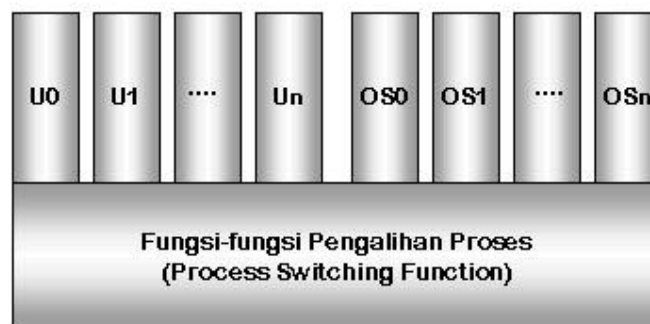 U0 U1 .... Un OS0 OS1 .... OSn
Fungsi-fungsi Pengalihan Proses
(Process Switching Function)